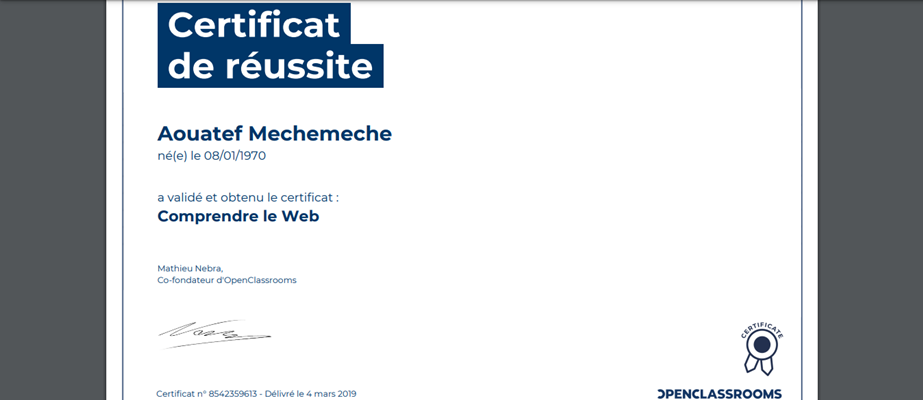 Certificat
de réussite
Aouatef Mechemeche
né(e) le 08/01/1970
a validé et obtenu le certificat :
Comprendre le Web
Mathieu Nebra,
Co-fondateur d'OpenClassrooms
CERTIFICATE
OPENCLASSROOMS
Certificat n° 8542359613 - Délivré le 4 mars 2019